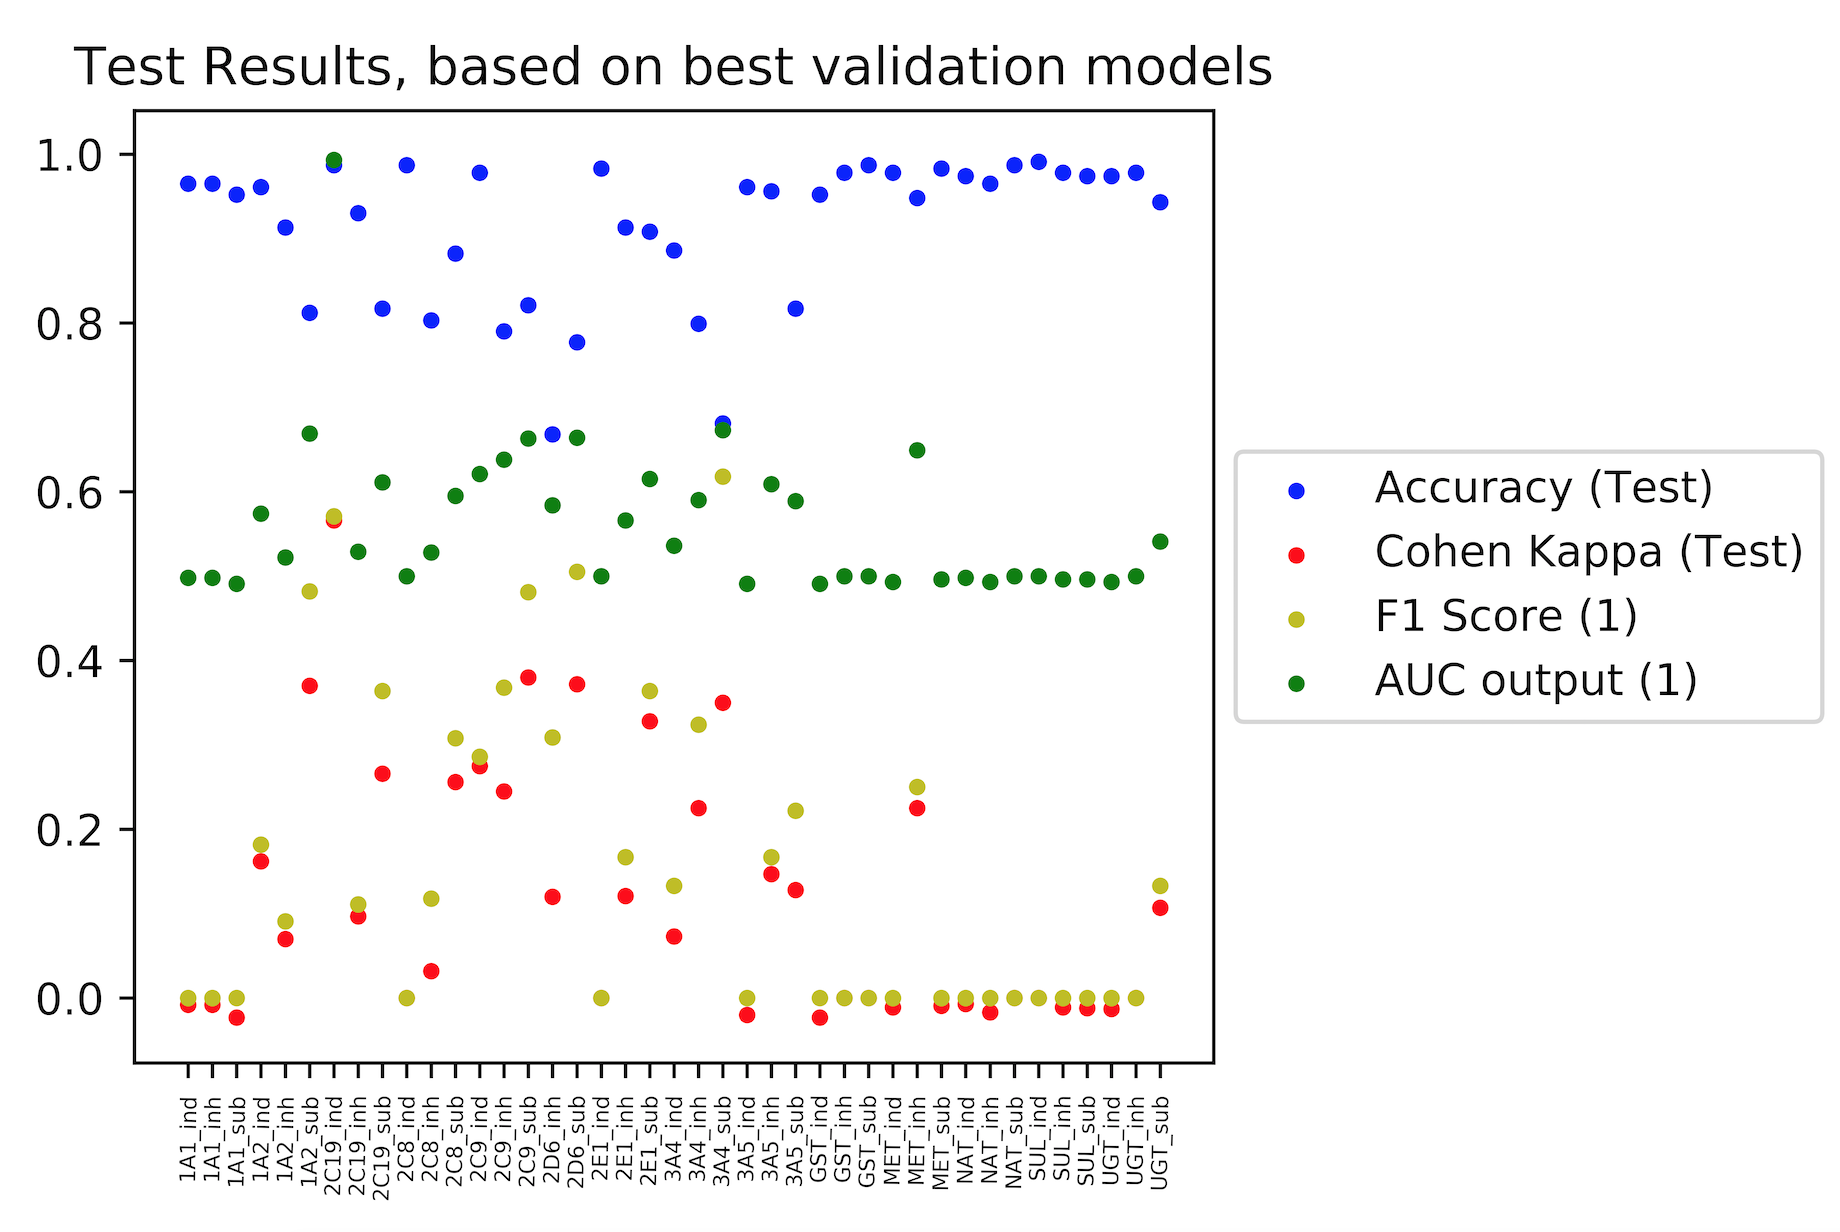 Test Results, based on best validation models
1.0
0.8
0.6
0.4
0.2
0.0
1A1_ind
1A1_inh
1A1_sub
1A2_ind
1A2_inh
1A2_sub
2C19_ind
2C19_inh
2C19_sub
2C8_ind
2C8_inh
2C8_sub
2C9_ind
2C9_inh
2C9_sub
2D6_inh
2D6_sub
2E1_ind
2E1_inh
2E1_sub
3A4_ind
3A4_inh
3A4_sub
3A5_ind
3A5_inh
3A5_sub
GST_ind
GST_inh
GST_sub
MET_ind
MET_inh
MET_sub
NAT_ind
NAT_inh
NAT_sub
SUL_ind
SUL_inh
SUL_sub
UGT_ind
UGT_inh
UGT_sub
Accuracy (Test)
Cohen Kappa (Test)
F1 Score (1)
AUC output (1)